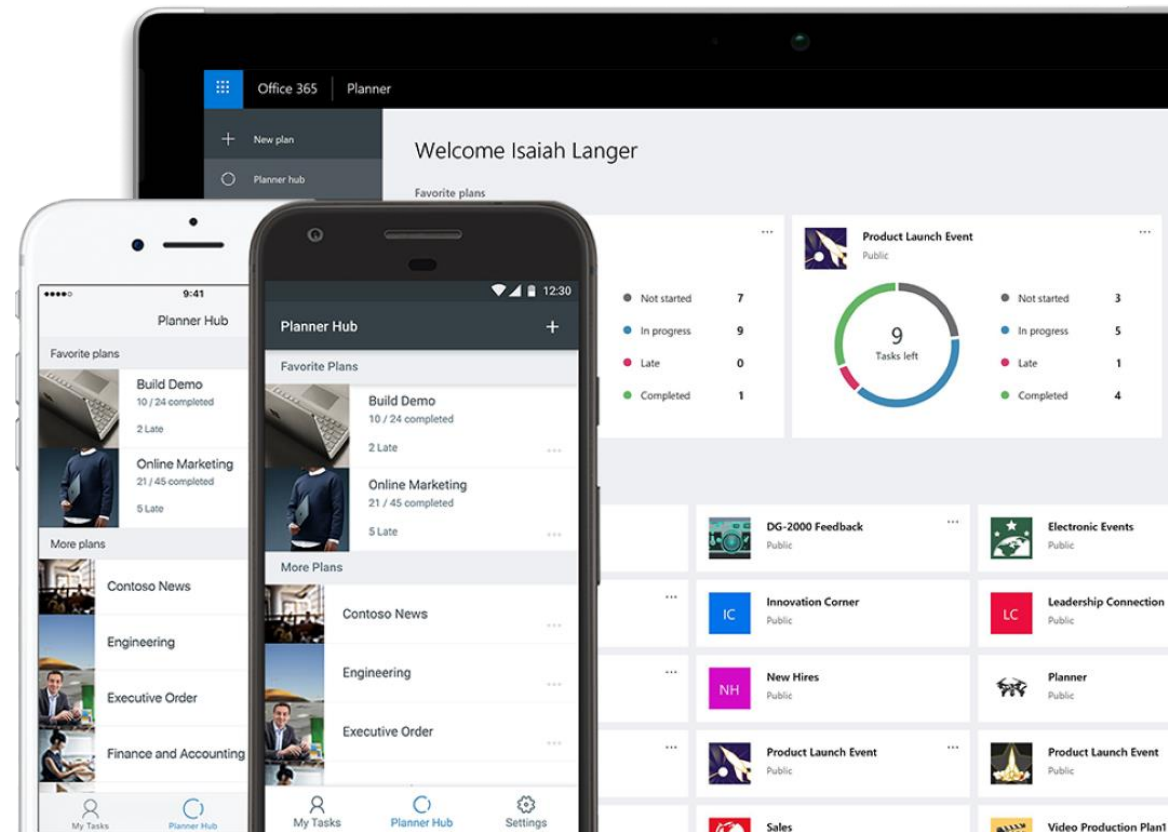 Office 365
Planner
New plan
Planner hub
Welcome Isaiah Langer
Favorite plans
...
Not started 7
In progress 9
Late 0
Completed 1
Product Launch Event
...
Public
9
Tasks left
Not started 3
In progress 5
Late 1
Completed 4
DG-2000 Feedback
...
Public
Electronic Events
Public
...
IC
Innovation Corner
Public
LC
Leadership Connection
Public
...
NH
New Hires
Public
Planner
Public
...
Product Launch Event
...
Public
Product Launch Event
Public
Sales
Video Production Plan1
9:41
Planner Hub
Favorite plans
Build Demo
10 / 24 completed
2 Late
Online Marketing
21 / 45 completed
5 Late
More plans
Contoso News
Engineering
Executive Order
Finance and Accounting
My Tasks
Planner Hub
12:30
Planner Hub
+
Favorite Plans
Build Demo
10 / 24 completed
2 Late
...
Online Marketing
21 / 45 completed
5 Late
...
More Plans
Contoso News
...
Engineering
...
Executive Order
...
My Tasks
Planner Hub
Settings